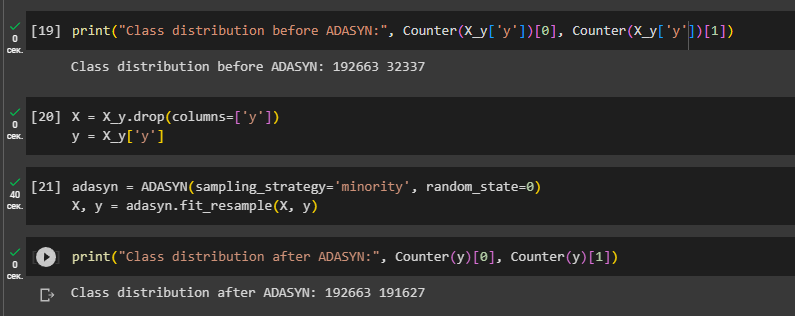 [19] print("Class distribution before ADASYN:", Counter(X_y['y'])[0], Counter(X_y['y'])[1])
0
сек.
Class distribution before ADASYN: 192663 32337
[20] X = X_y.drop(columns=['y'])
0
сек.
y = X_y['y']
[21] adasyn = ADASYN(sampling_strategy='minority', random_state=0)
40
сек.
X, y = adasyn.fit_resample(X, y)
print("Class distribution after ADASYN:", Counter(y)[0], Counter(y)[1])
0
сек.
Class distribution after ADASYN: 192663 191627